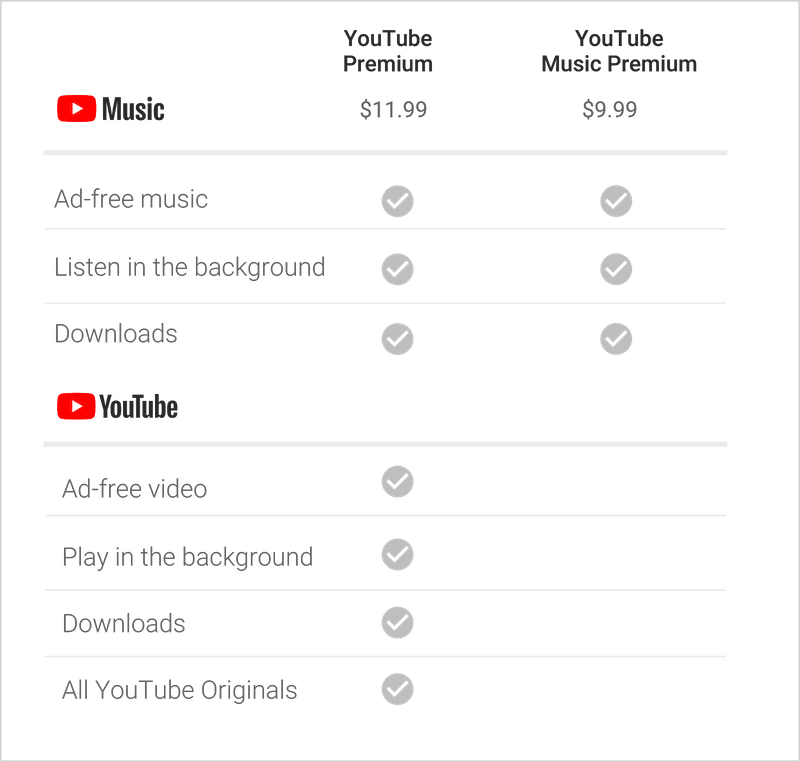 YouTube Premium
YouTube Music Premium
Music
$11.99
$9.99
Ad-free music
Listen in the background
Downloads
YouTube
Ad-free video
Play in the background
Downloads
All YouTube Originals